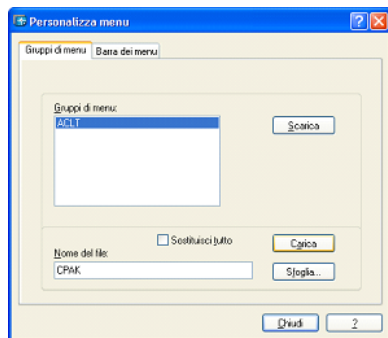 Personalizza menu
Gruppi di menu Barra dei menu
Gruppi di menu:
ACLT
Scarica
Sostituisci tutto
Carica
Nome del file:
CPAK
Sfoglia...
Chiudi ?